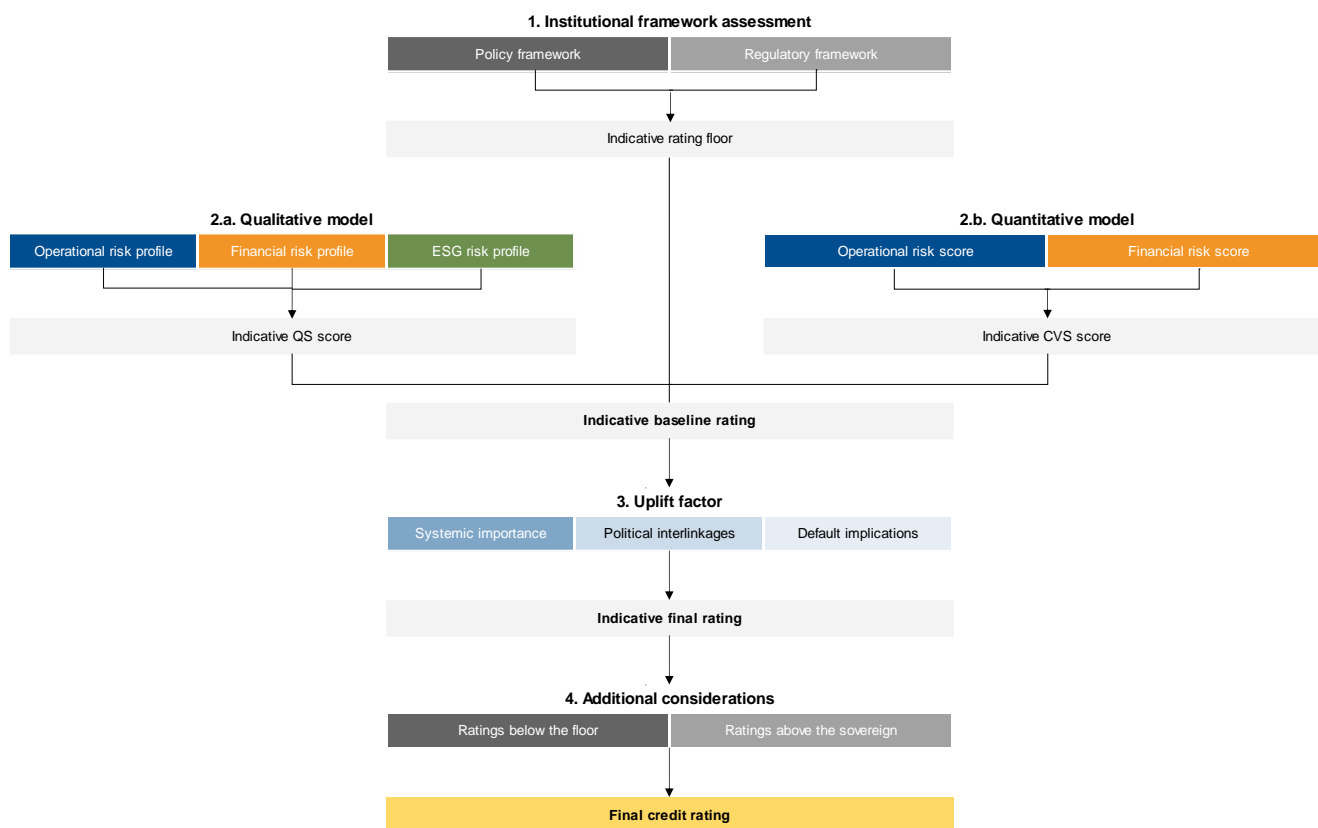 1. Institutional framework assessment
Policy framework
Regulatory framework
Indicative rating floor
2.a. Qualitative model
2.b. Quantitative model
Operational risk profile
Financial risk profile
ESG risk profile
Operational risk score
Financial risk score
Indicative QS score
Indicative CVS score
Indicative baseline rating
3. Uplift factor
Systemic importance
Political interlinkages
Default implications
Indicative final rating
4. Additional considerations
Ratings below the floor
Ratings above the sovereign
Final credit rating